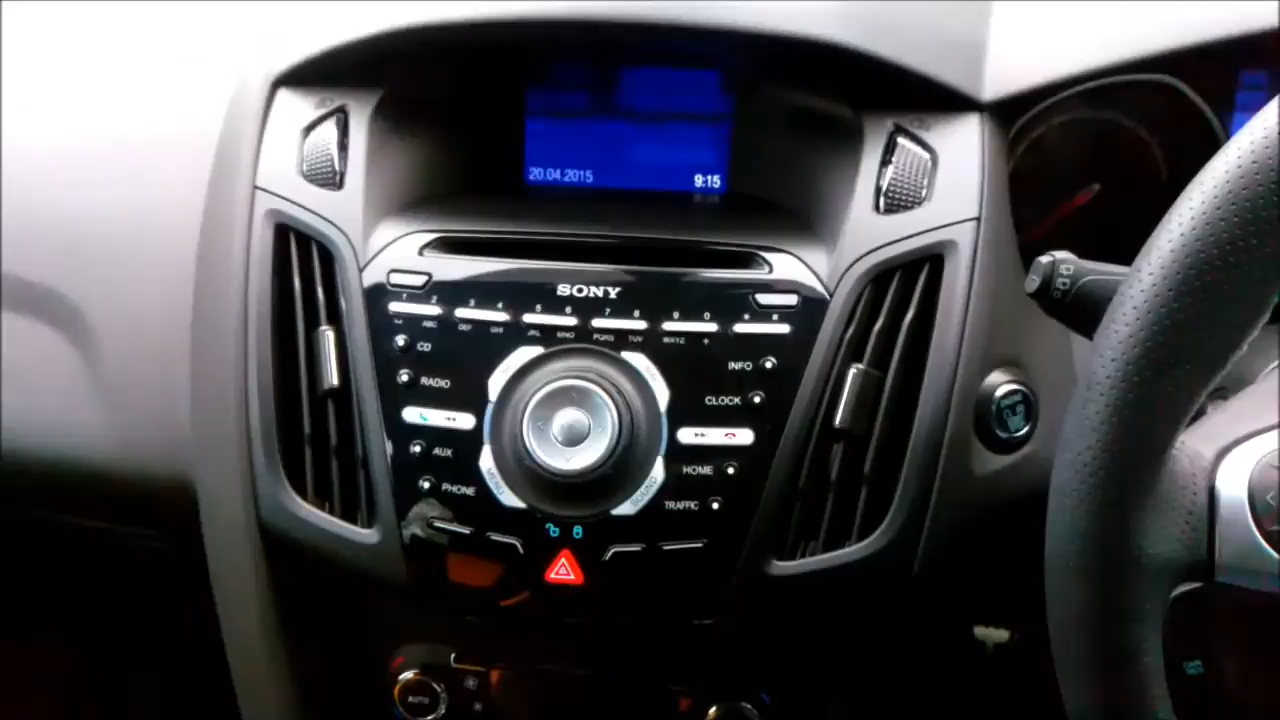 20.04.2015 9:15
SONY
1 2 3 4 5 6 7 8 9 0 * #
ABC DEF GHI JKL MNO PQRS TUV WXYZ +
CD
INFO
RADIO
CLOCK
AUX
HOME
PHONE
MENU
SOUND
TRAFFIC
AUTO